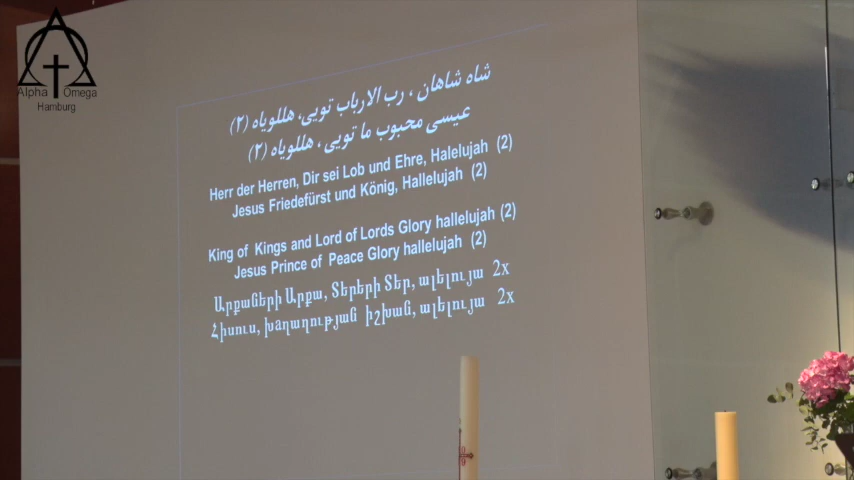 Alpha Omega
Hamburg
شاه شاهان ، رب الارباب تویی، هللویاه (۲)
عیسی محبوب ما تویی ، هللویاه (۲)
Herr der Herren, Dir sei Lob und Ehre, Halelujah (2)
Jesus Friedefürst und König, Hallelujah (2)
King of Kings and Lord of Lords Glory hallelujah (2)
Jesus Prince of Peace Glory hallelujah (2)
Արքաների Արքա, Տերերի Տեր, ալելույա 2x
Հիսուս, խաղաղության իշխան, ալելույա 2x